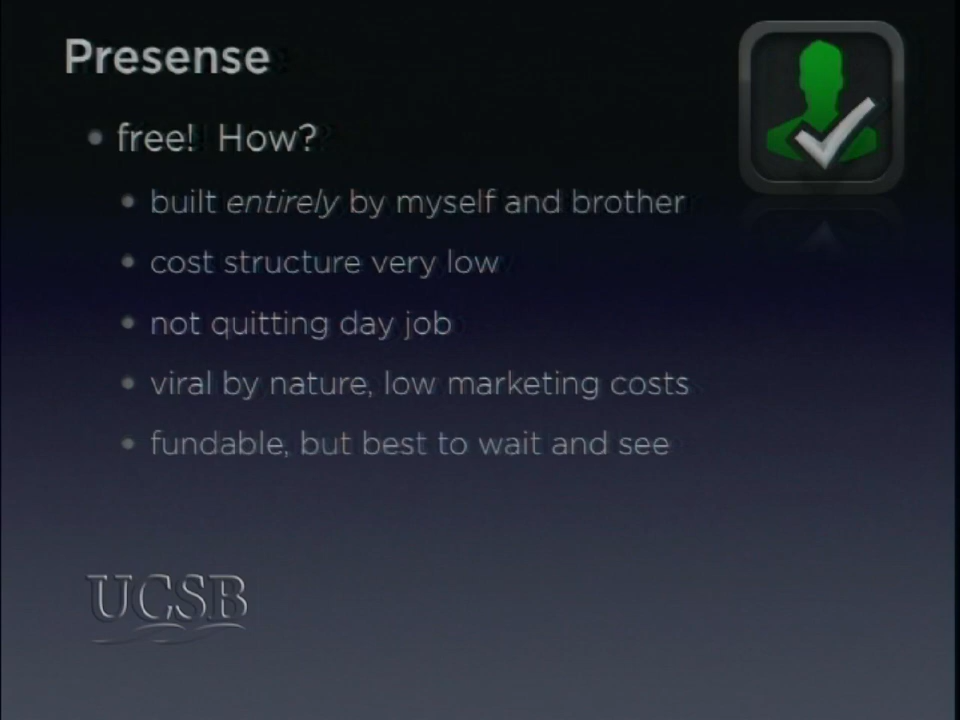 Presense
free! How?
built entirely by myself and brother
cost structure very low
not quitting day job
viral by nature, low marketing costs
fundable, but best to wait and see
UCSB